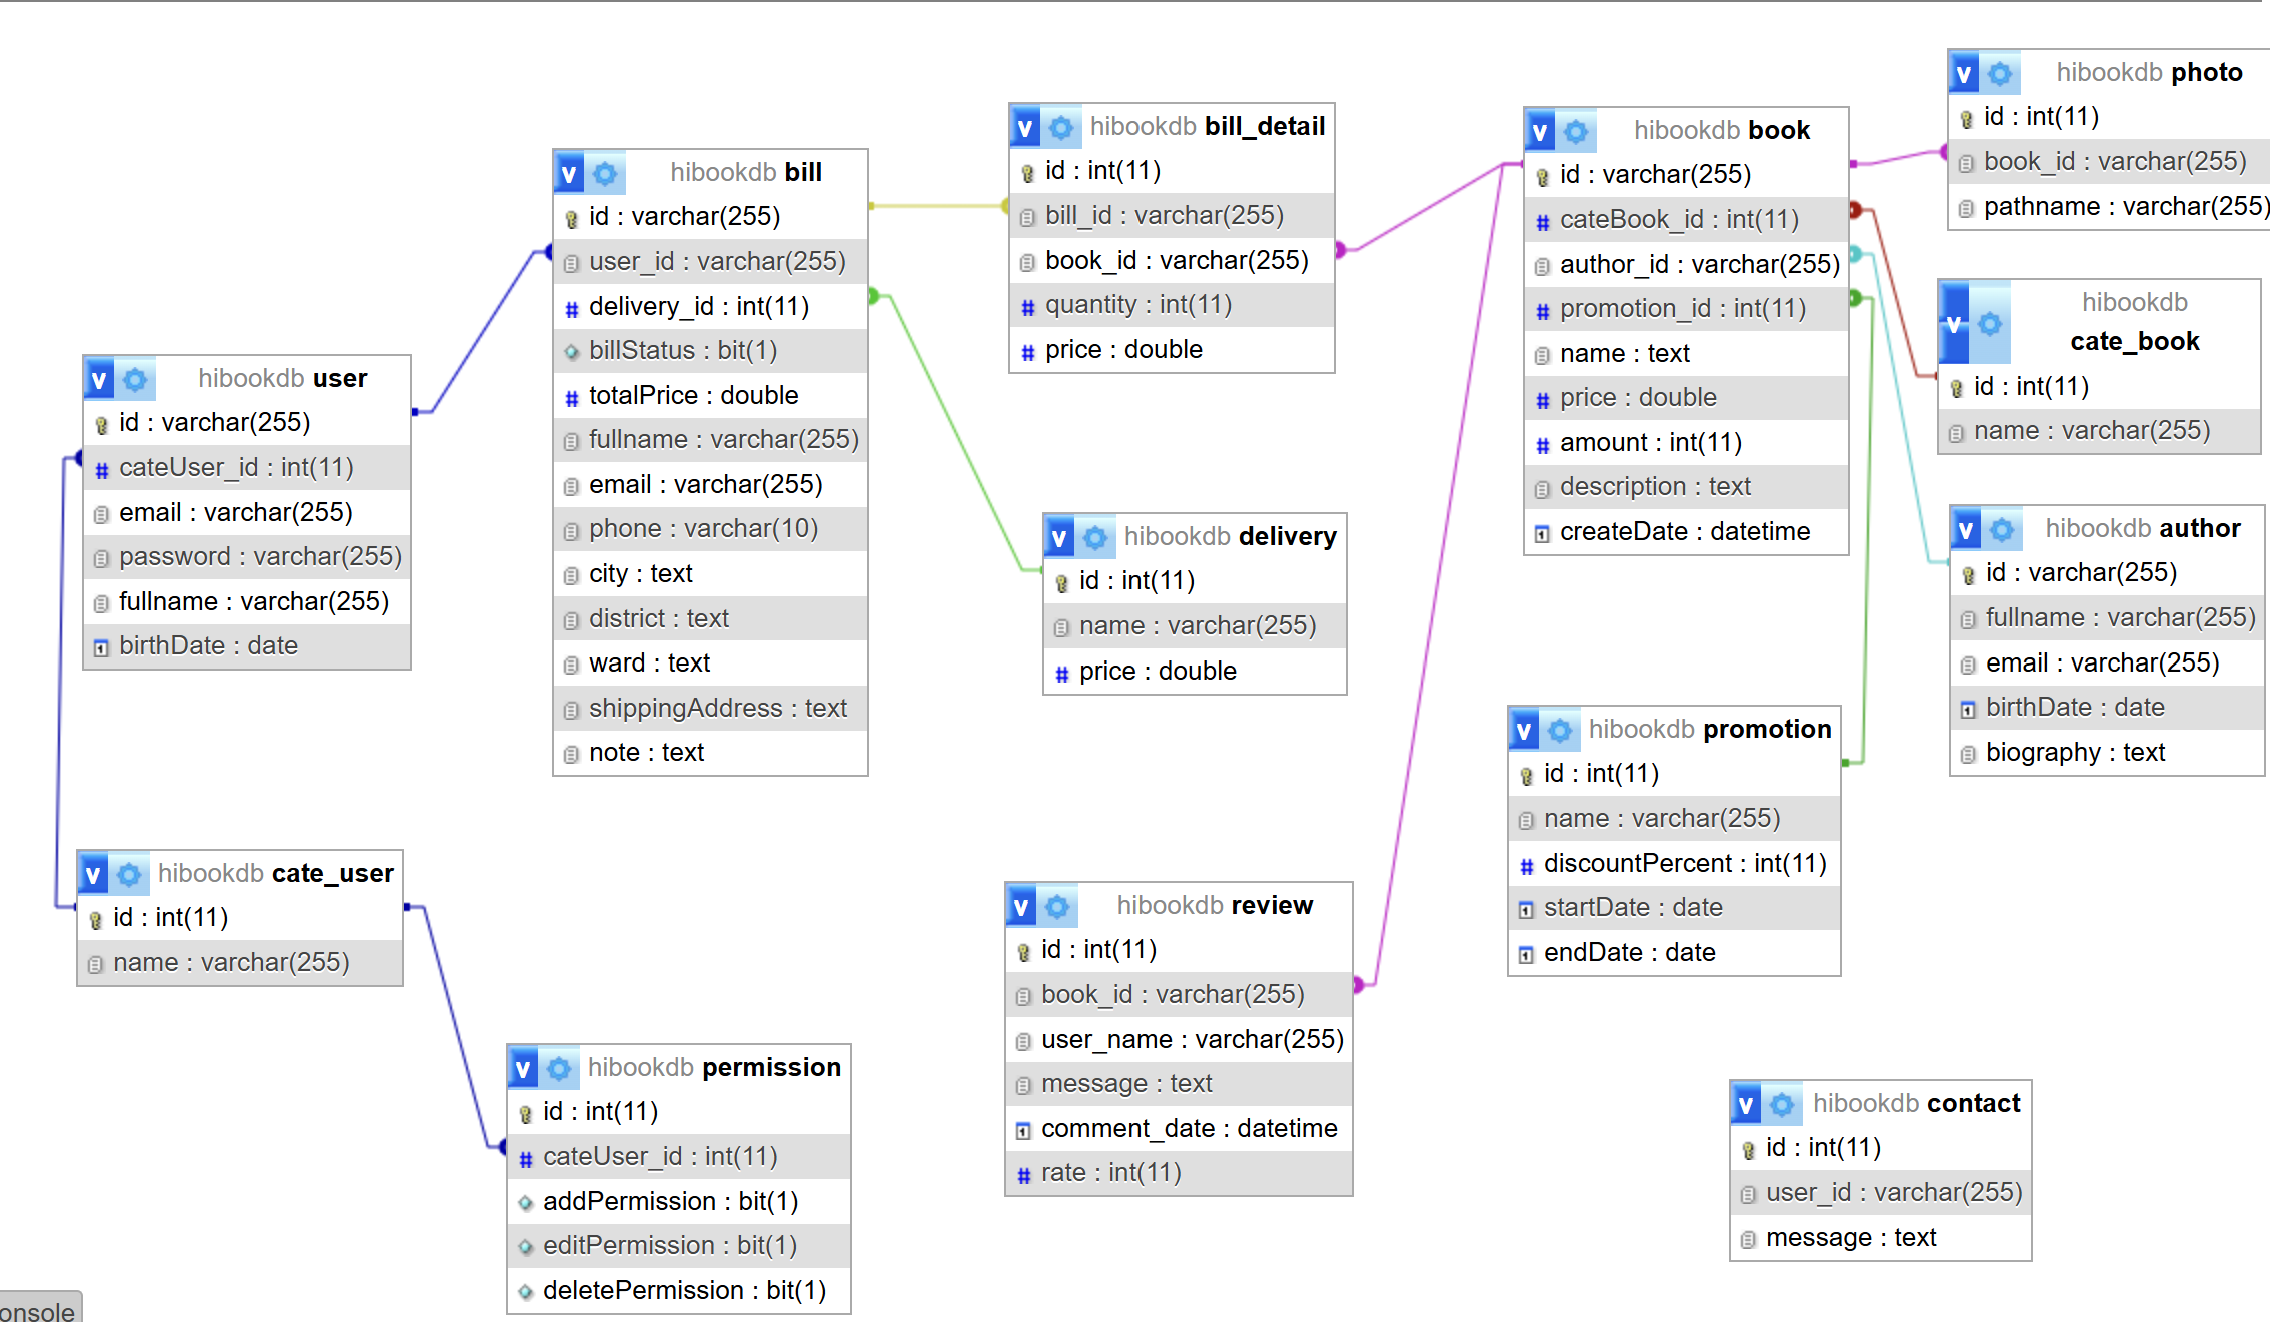 hibookdb user
id : varchar(255)
cateUser_id : int(11)
email : varchar(255)
password : varchar(255)
fullname : varchar(255)
birthDate : date
hibookdb cate_user
id : int(11)
name : varchar(255)
hibookdb bill
id : varchar(255)
user_id : varchar(255)
delivery_id : int(11)
billStatus : bit(1)
totalPrice : double
fullname : varchar(255)
email : varchar(255)
phone : varchar(10)
city : text
district : text
ward : text
shippingAddress : text
note : text
hibookdb permission
id : int(11)
cateUser_id : int(11)
addPermission : bit(1)
editPermission : bit(1)
deletePermission : bit(1)
hibookdb bill_detail
id : int(11)
bill_id : varchar(255)
book_id : varchar(255)
quantity : int(11)
price : double
hibookdb delivery
id : int(11)
name : varchar(255)
price : double
hibookdb review
id : int(11)
book_id : varchar(255)
user_name : varchar(255)
message : text
comment_date : datetime
rate : int(11)
hibookdb book
id : varchar(255)
cateBook_id : int(11)
author_id : varchar(255)
promotion_id : int(11)
name : text
price : double
amount : int(11)
description : text
createDate : datetime
hibookdb promotion
id : int(11)
name : varchar(255)
discountPercent : int(11)
startDate : date
endDate : date
hibookdb photo
id : int(11)
book_id : varchar(255)
pathname : varchar(255)
hibookdb
cate_book
id : int(11)
name : varchar(255)
hibookdb author
id : varchar(255)
fullname : varchar(255)
email : varchar(255)
birthDate : date
biography : text
hibookdb contact
id : int(11)
user_id : varchar(255)
message : text
onsole